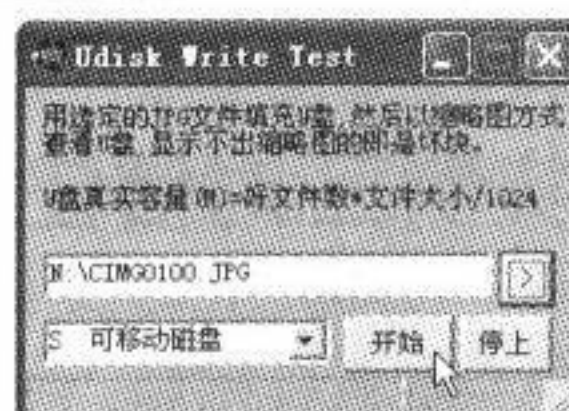 Udisk Write Test
用选定的JPG文件填充U盘,然后以缩略图方式
查看U盘,显示不出缩略图的即是坏块。
U盘真实容量(M)=好文件数*文件大小/1024
N:\CIMG0100.JPG
S 可移动磁盘
开始
停上